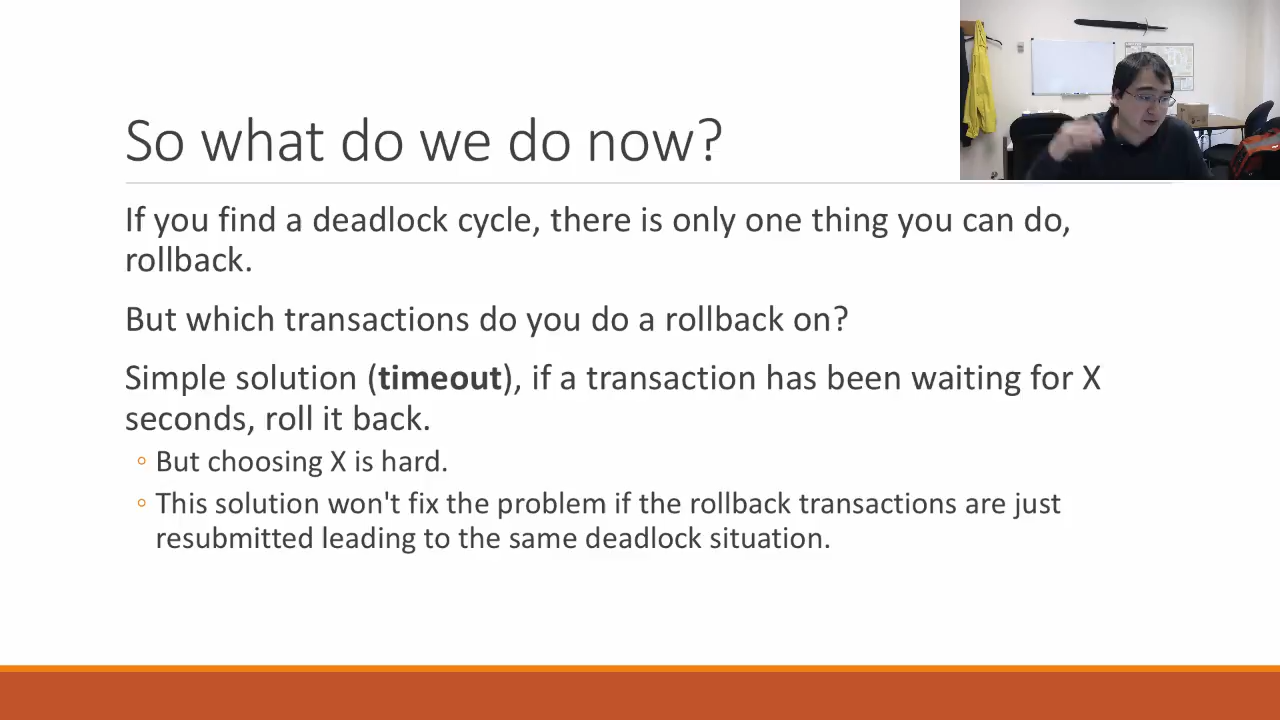 So what do we do now?
If you find a deadlock cycle, there is only one thing you can do,
rollback.
But which transactions do you do a rollback on?
Simple solution (timeout), if a transaction has been waiting for X
seconds, roll it back.
◦ But choosing X is hard.
◦ This solution won't fix the problem if the rollback transactions are just
resubmitted leading to the same deadlock situation.